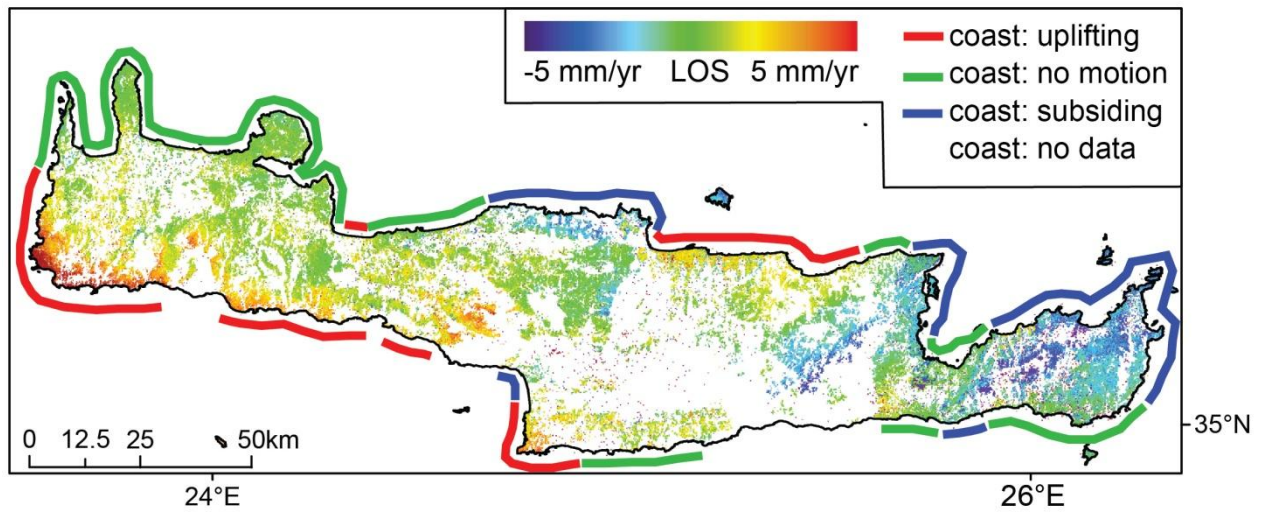 -5 mm/yr LOS 5 mm/yr
coast: uplifting
coast: no motion
coast: subsiding
coast: no data
0 12.5 25 50km
35°N
24°E 26°E